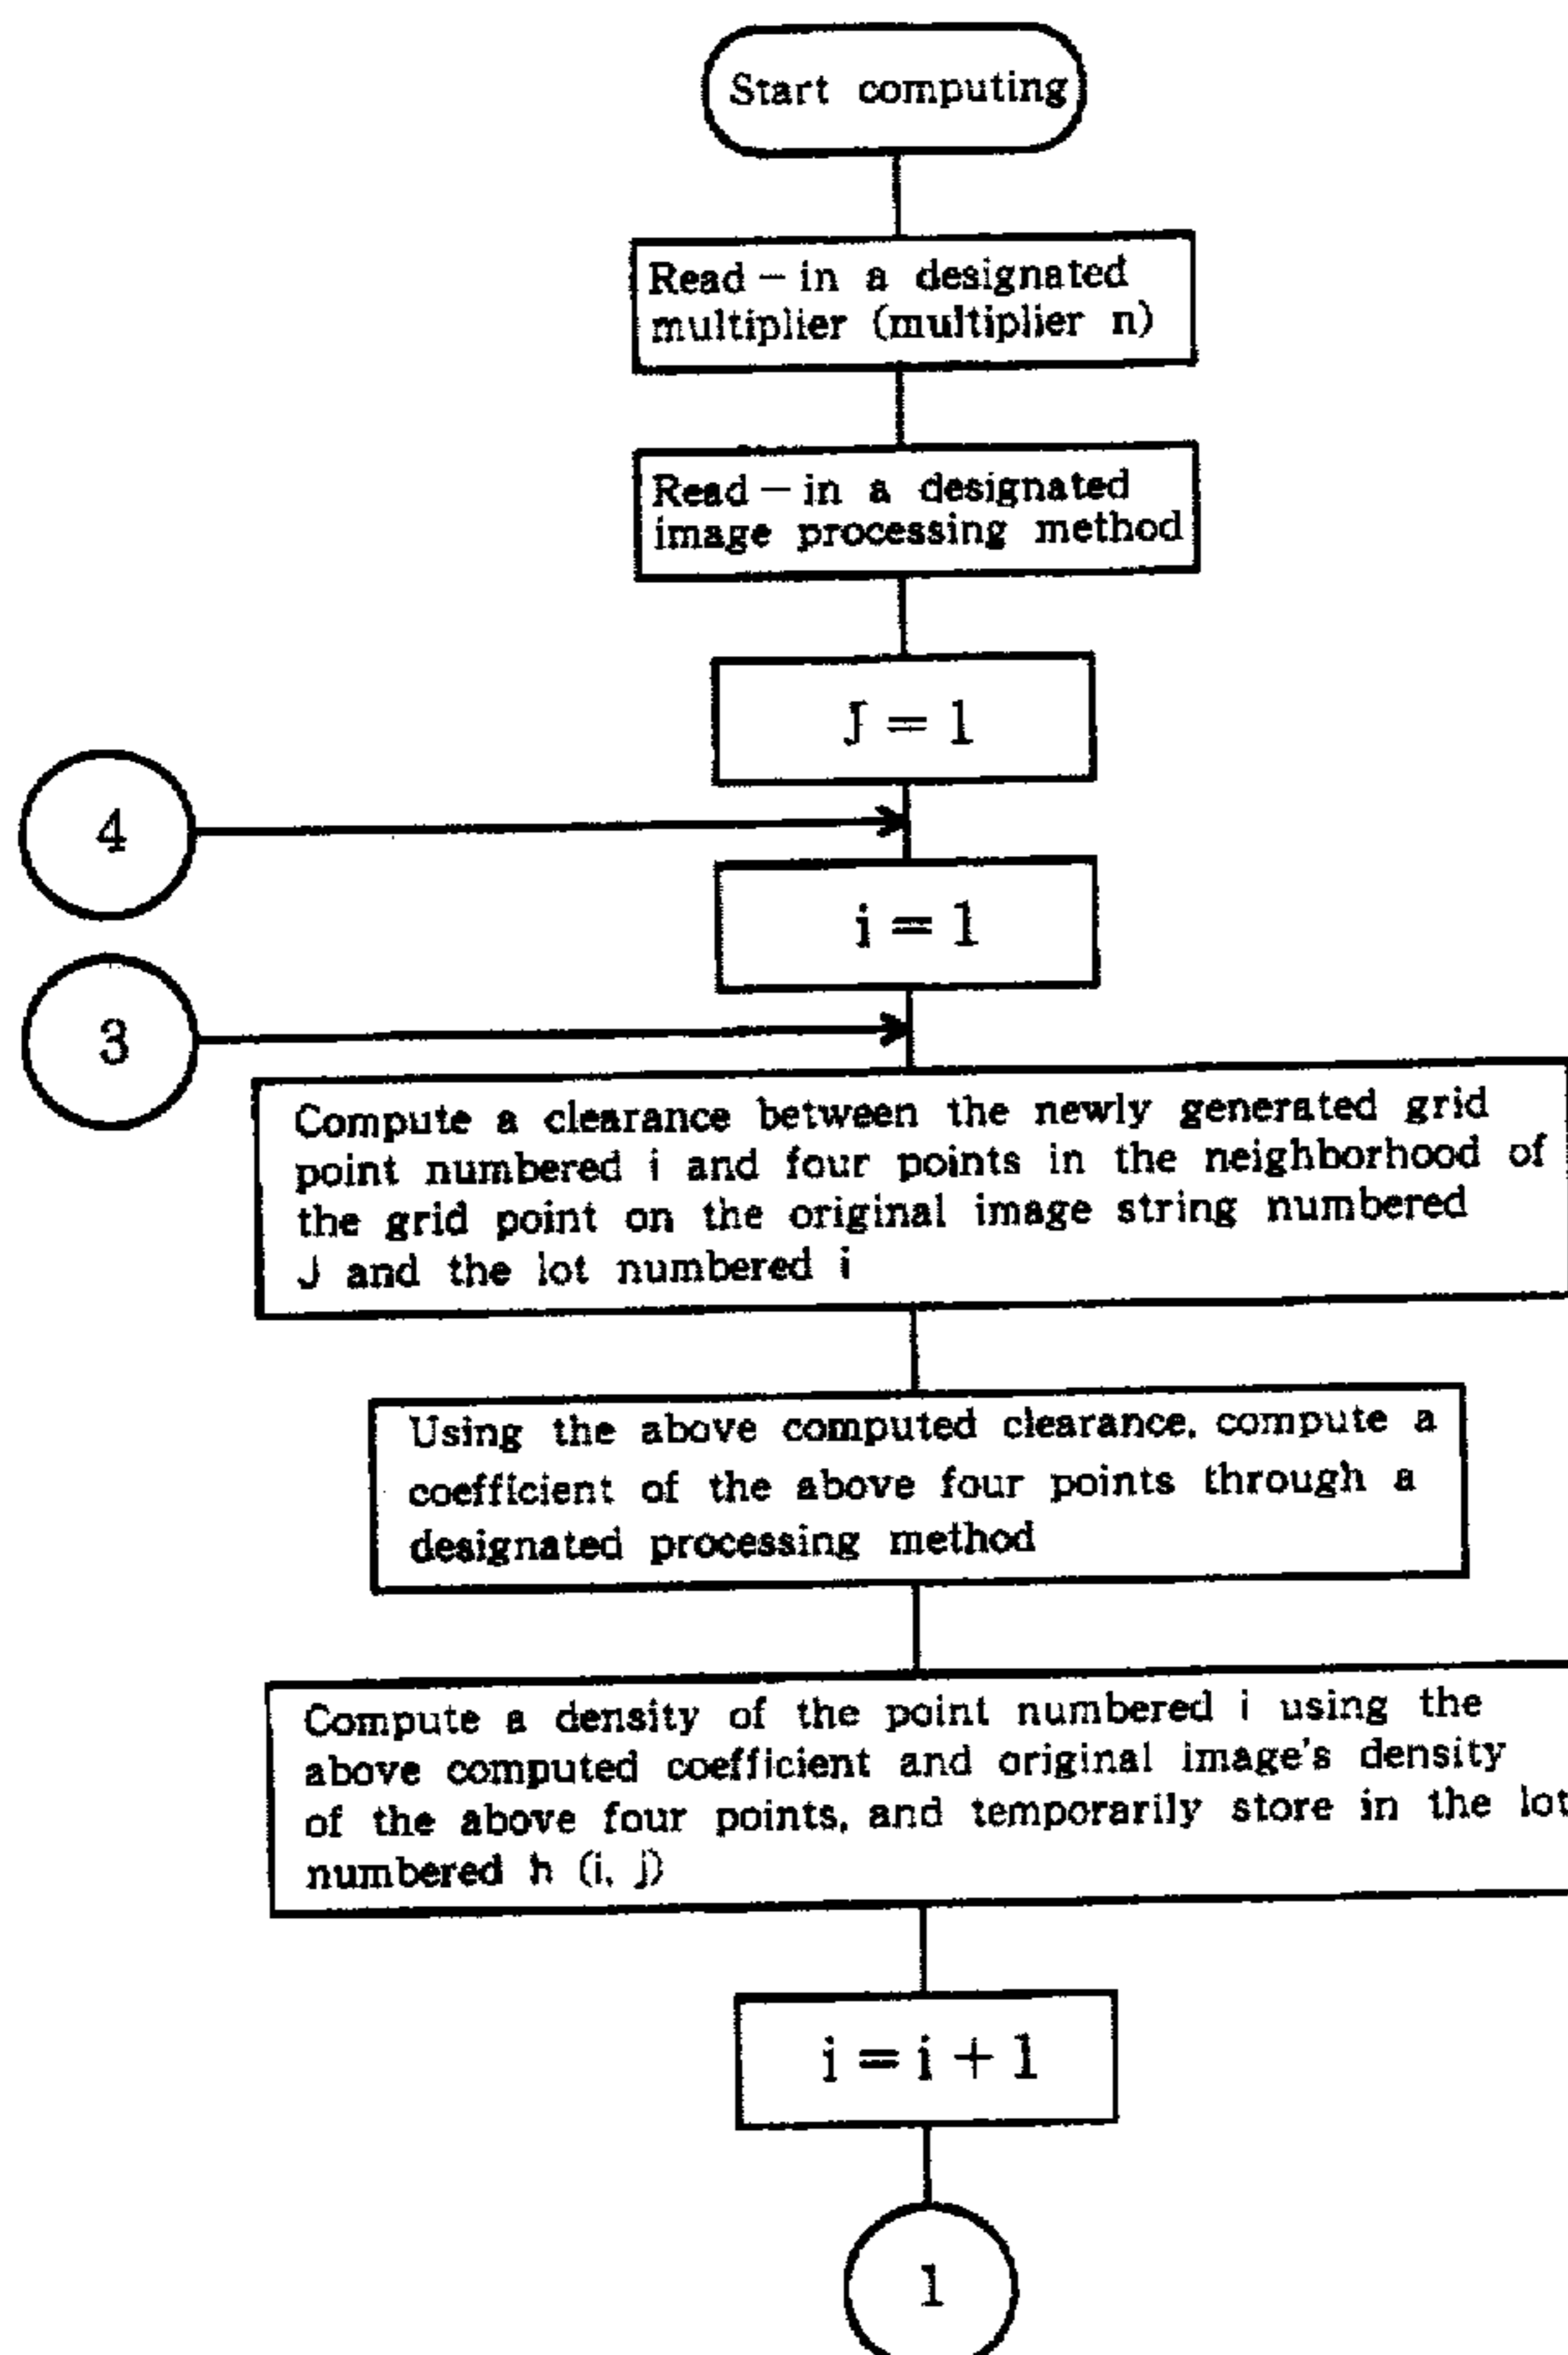 Start computing
Read - in a designated
multiplier (multiplier n)
Read - in a designated
image processing method
J = 1
4
i = 1
3
Compute a clearance between the newly generated grid
point numbered i and four points in the neighborhood of
the grid point on the original image string numbered
J and the lot numbered i
Using the above computed clearance, compute a
coefficient of the above four points through a
designated processing method
Compute a density of the point numbered i using the
above computed coefficient and original image's density
of the above four points, and temporarily store in the lot
numbered h (i, j)
i = i + 1
1